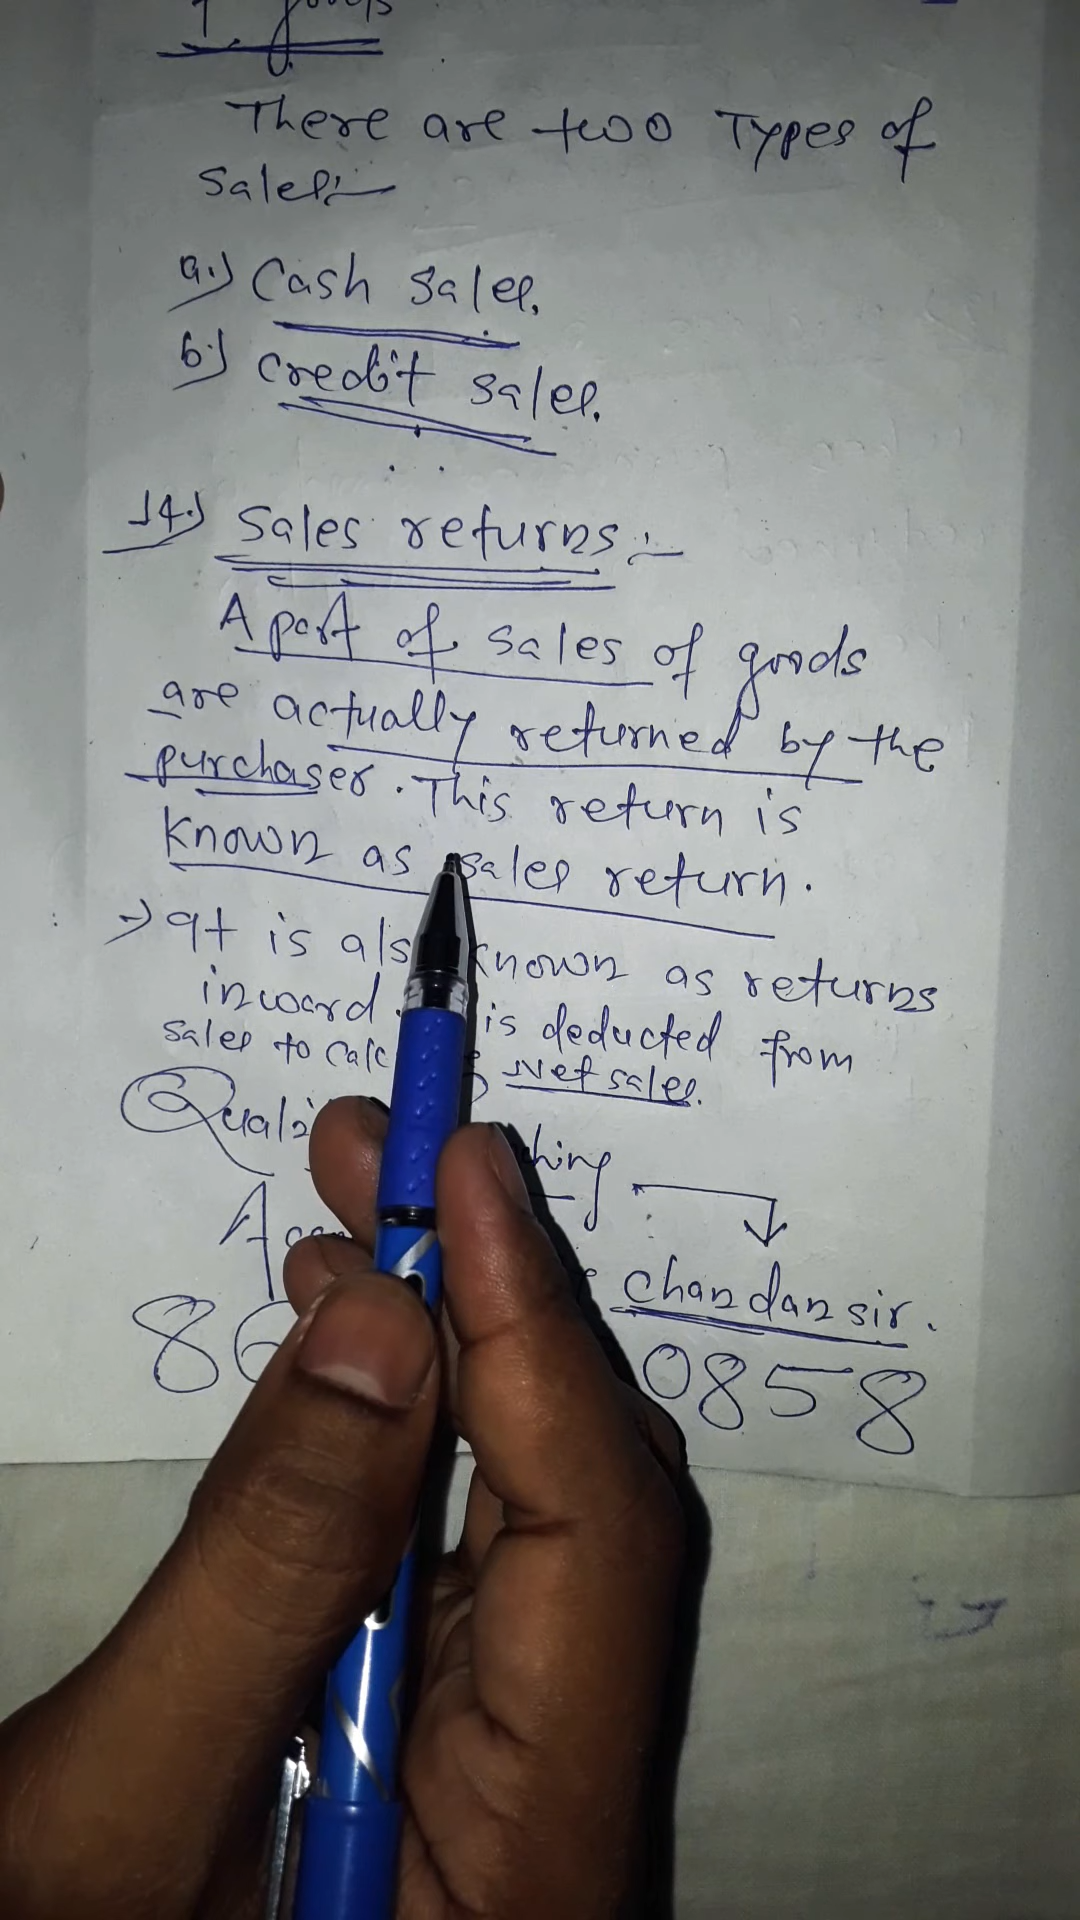 goods
There are two Types of
Sales:-
a.) Cash Sales.
b.) Credit Sales.
14.) Sales returns:-
A part of sales of goods
are actually returned by the
purchaser. This return is
known as sales return.
→ It is also known as returns
inward. is deducted from
sales to Net sales.
Chandan sir.
0858